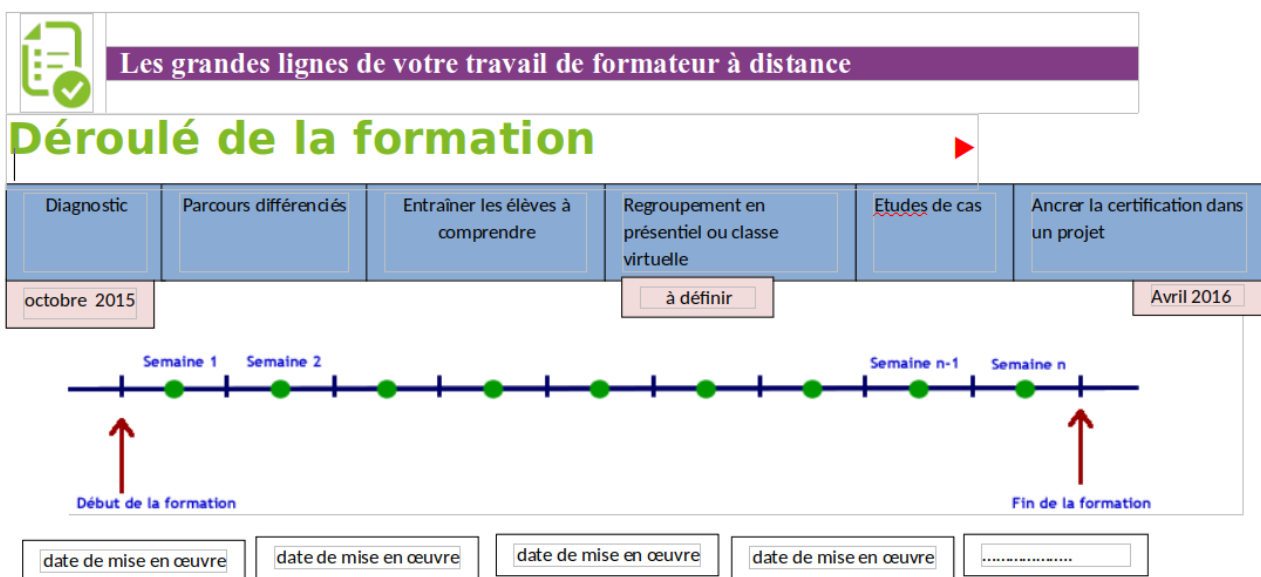 Les grandes lignes de votre travail de formateur à distance
Déroulé de la formation
Diagnostic
Parcours différenciés
Entraîner les élèves à
comprendre
Regroupement en
présentiel ou classe
virtuelle
Etudes de cas
Ancrer la certification dans
un projet
octobre 2015
à définir
Avril 2016
Semaine 1
Semaine 2
Semaine n-1
Semaine n
Début de la formation
Fin de la formation
date de mise en œuvre
date de mise en œuvre
date de mise en œuvre
date de mise en œuvre
....................